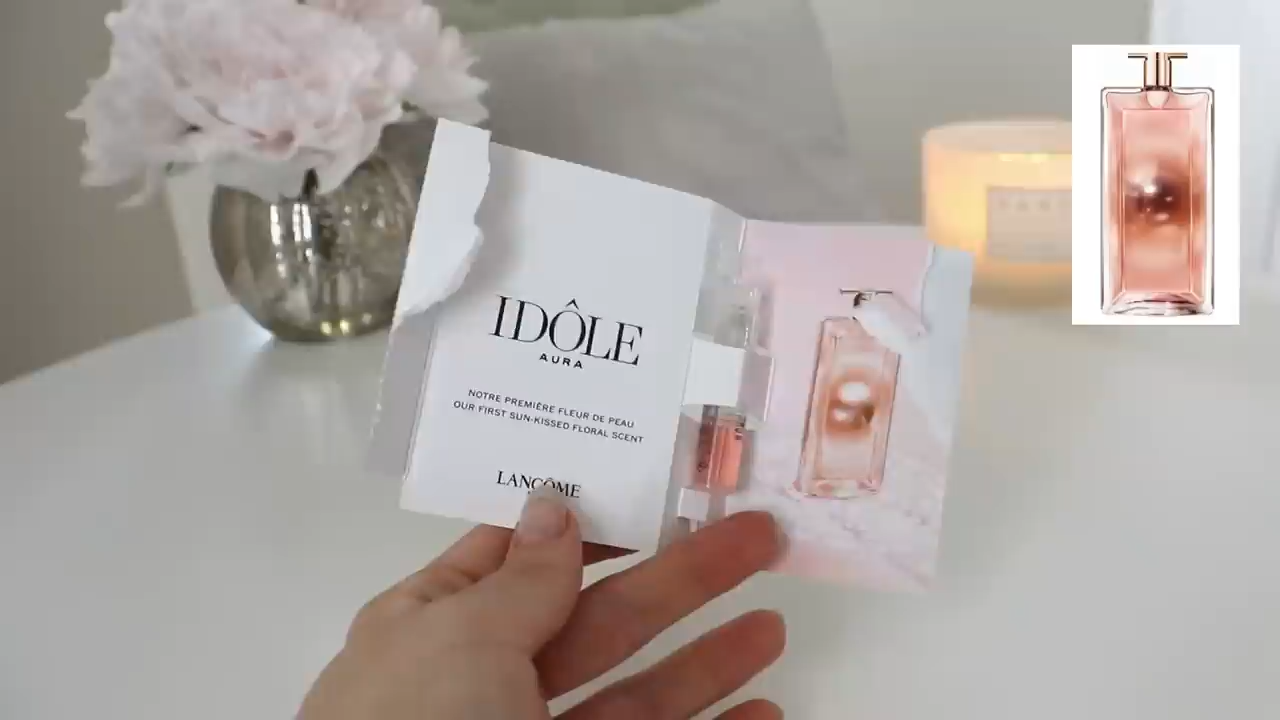 IDÔLE
AURA
NOTRE PREMIÈRE FLEUR DE PEAU
OUR FIRST SUN-KISSED FLORAL SCENT
LANCÔME